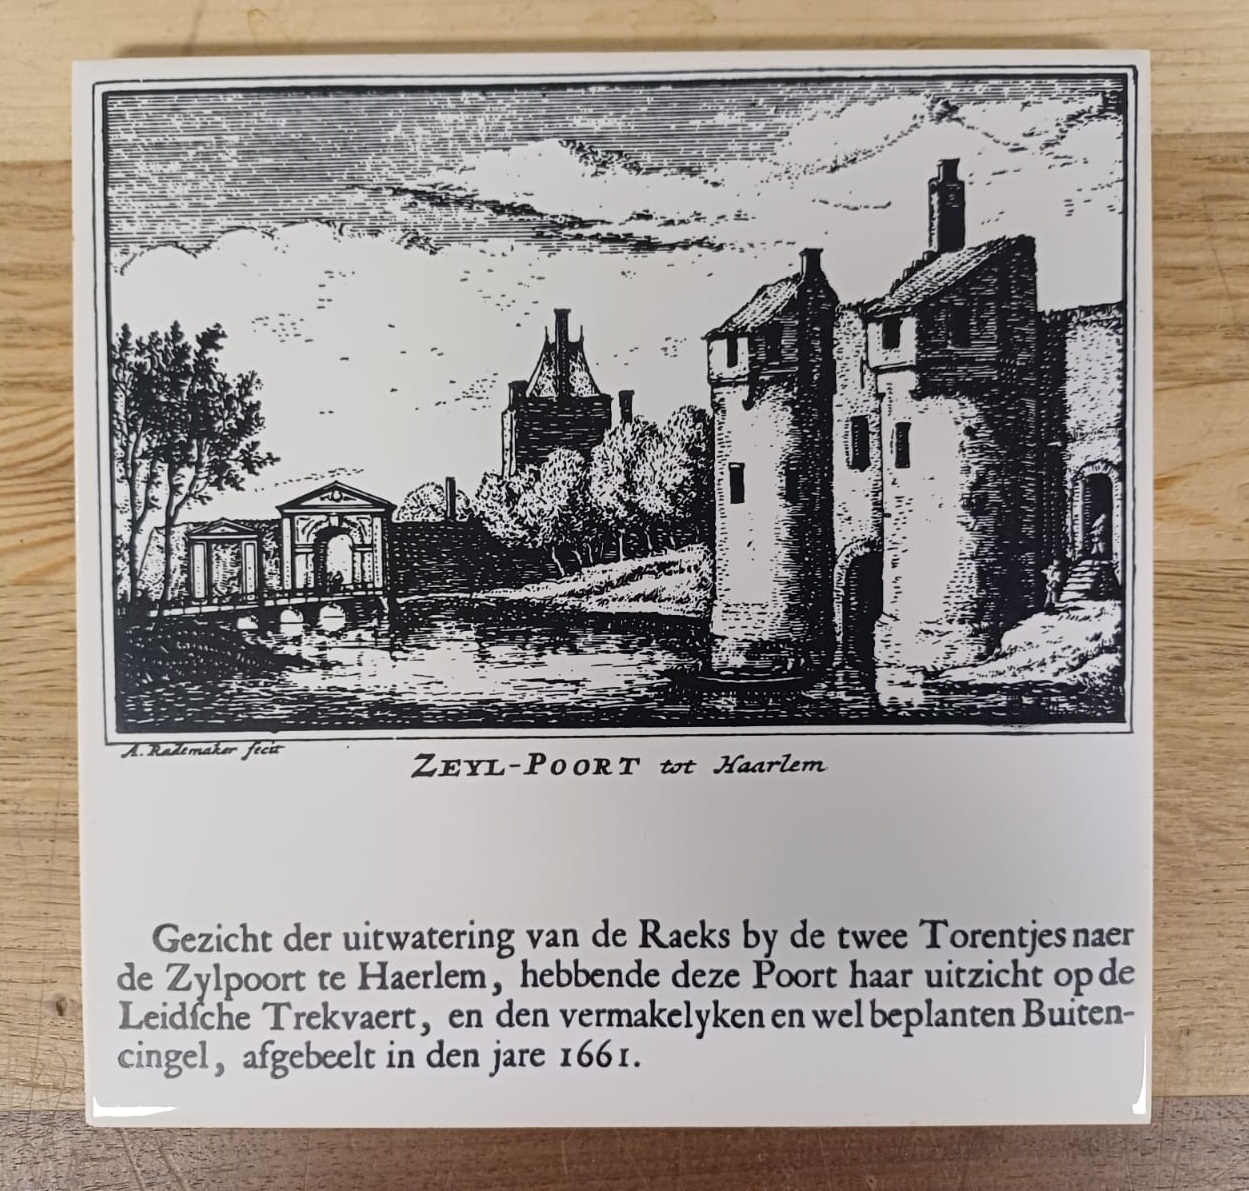 A. Rademaker fecit
ZEYL-POORT tot Haarlem
Gezicht der uitwatering van de Raeks by de twee Torentjes naer
de Zylpoort te Haerlem, hebbende deze Poort haar uitzicht op de
Leidſche Trekvaert, en den vermakelyken en wel beplanten Buiten-
cingel, afgebeelt in den jare 1661.